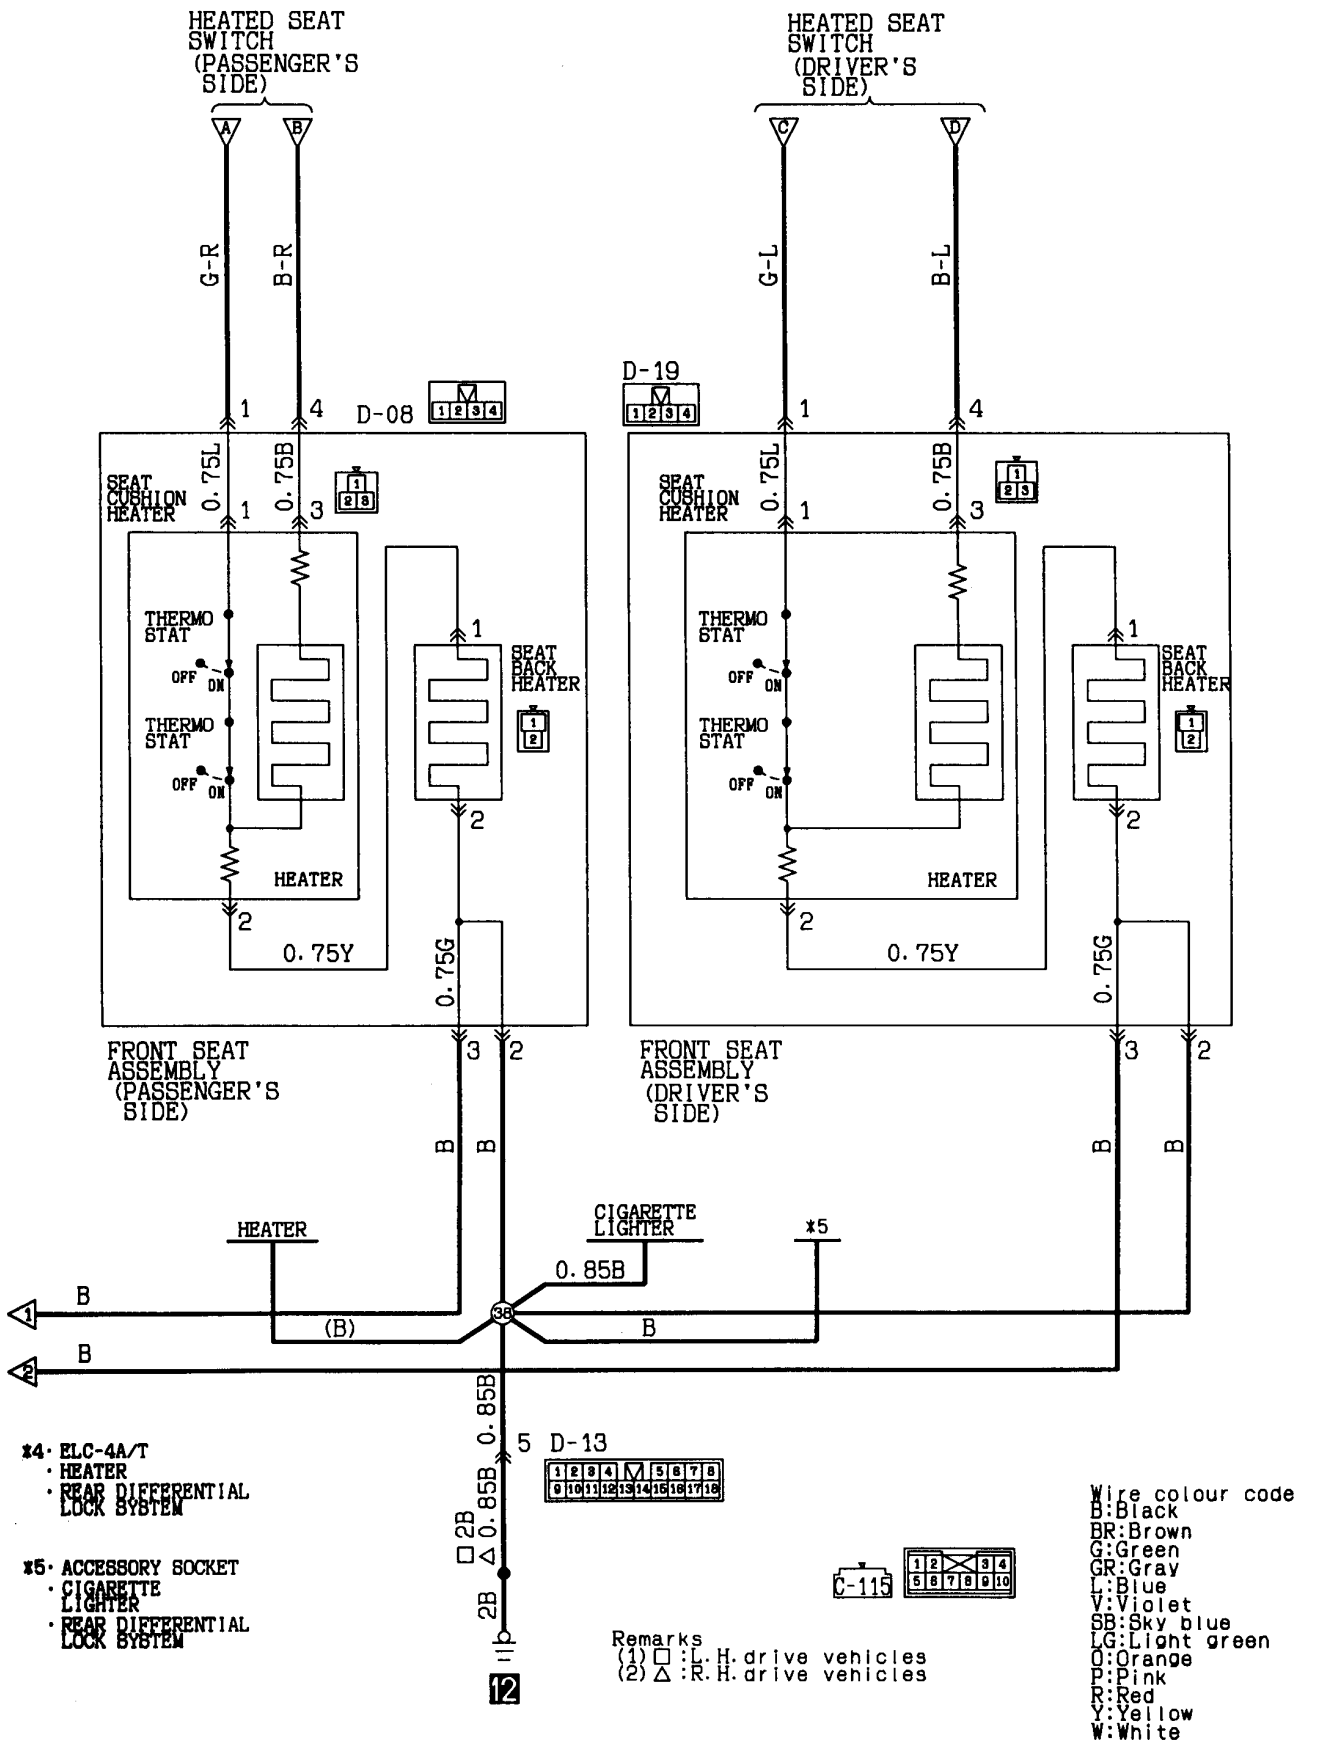 HEATED SEAT
SWITCH
(PASSENGER'S
SIDE)
HEATED SEAT
SWITCH
(DRIVER'S
SIDE)
A
B
C
D
G-R
B-R
G-L
B-L
1
4
D-08
1 2 3 4
D-19
1 2 3 4
1
4
0.75L
0.75B
SEAT
CUSHION
HEATER
1
3
1
2 3
0.75L
0.75B
SEAT
CUSHION
HEATER
1
3
1
2 3
THERMO
STAT
OFF
ON
THERMO
STAT
OFF
ON
HEATER
2
0.75Y
1
SEAT
BACK
HEATER
1
2
2
0.75G
THERMO
STAT
OFF
ON
THERMO
STAT
OFF
ON
HEATER
2
0.75Y
1
SEAT
BACK
HEATER
1
2
2
0.75G
3
2
3
2
FRONT SEAT
ASSEMBLY
(PASSENGER'S
SIDE)
FRONT SEAT
ASSEMBLY
(DRIVER'S
SIDE)
B
B
B
B
HEATER
CIGARETTE
LIGHTER
*5
0.85B
1
B
38
(B)
B
2
B
0.85B
5
D-13
1 2 3 4 5 6 7 8
9 10 11 12 13 14 15 16 17 18
□2B
△0.85B
2B
12
*4· ELC-4A/T
· HEATER
· REAR DIFFERENTIAL
LOCK SYSTEM
*5· ACCESSORY SOCKET
· CIGARETTE
LIGHTER
· REAR DIFFERENTIAL
LOCK SYSTEM
C-115
1 2 3 4
5 6 7 8 9 10
Remarks
(1) □ :L.H.drive vehicles
(2) △ :R.H.drive vehicles
Wire colour code
B:Black
BR:Brown
G:Green
GR:Gray
L:Blue
V:Violet
SB:Sky blue
LG:Light green
O:Orange
P:Pink
R:Red
Y:Yellow
W:White